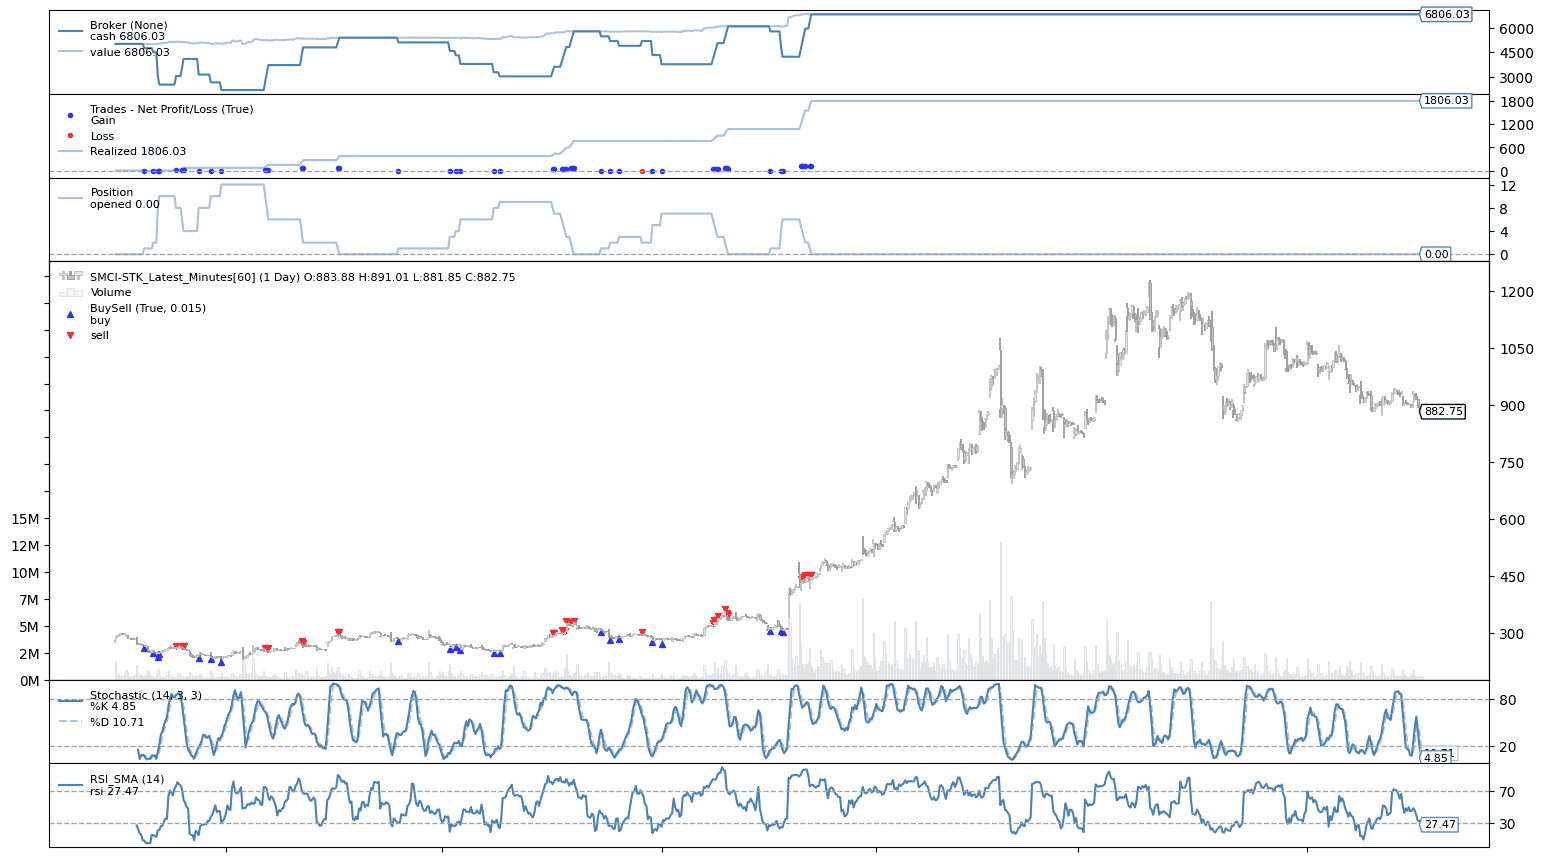 Broker (None)
cash 6806.03
value 6806.03
6806.03
6000
4500
3000
Trades - Net Profit/Loss (True)
Gain
Loss
Realized 1806.03
1806.03
1800
1200
600
0
Position
opened 0.00
12
8
4
0
0.00
SMCI-STK_Latest_Minutes[60] (1 Day) O:883.88 H:891.01 L:881.85 C:882.75
Volume
BuySell (True, 0.015)
buy
sell
1200
1050
900
882.75
750
600
450
300
15M
12M
10M
7M
5M
2M
0M
Stochastic (14, 3, 3)
%K 4.85
%D 10.71
80
20
4.85
RSI_SMA (14)
rsi 27.47
70
30
27.47